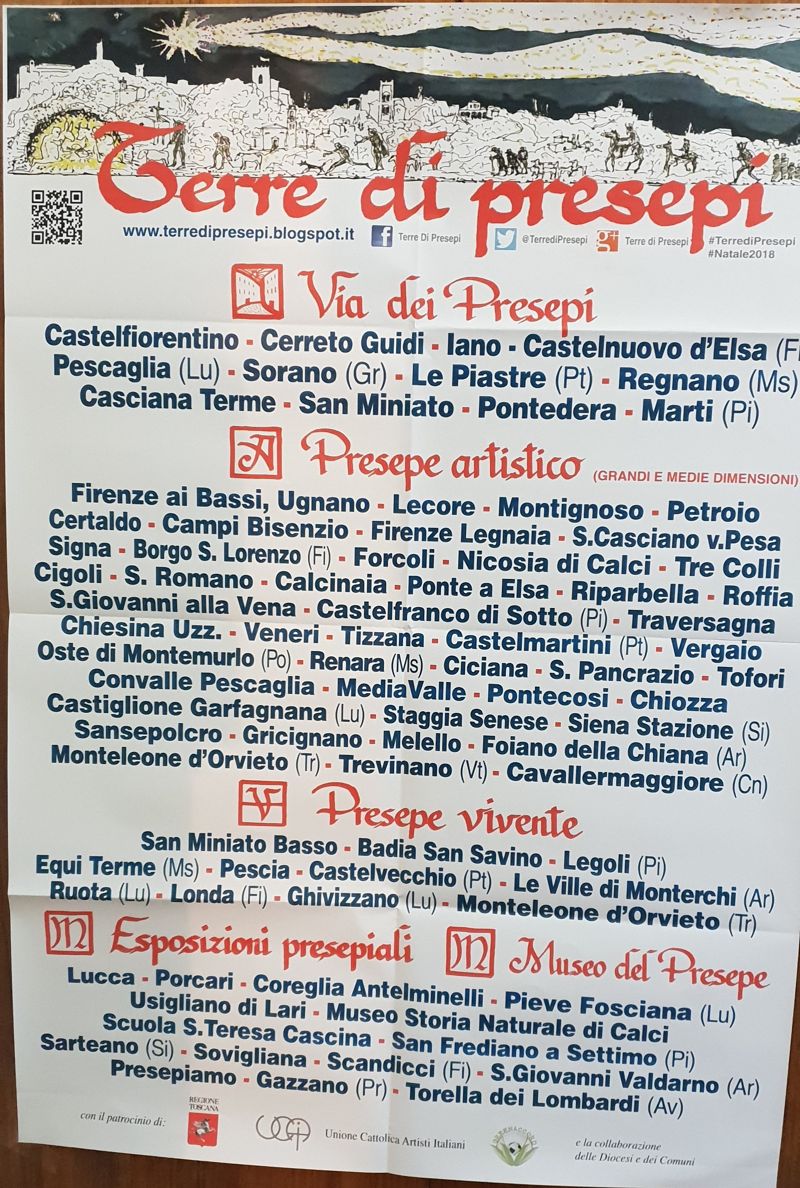 Terre di presepi
www.terredipresepi.blogspot.it
Terre Di Presepi
@TerrediPresepi
Terre di Presepi
#TerrediPresepi
#Natale2018
Via dei Presepi
Castelfiorentino - Cerreto Guidi - Iano - Castelnuovo d'Elsa (Fi
Pescaglia (Lu) - Sorano (Gr) - Le Piastre (Pt) - Regnano (Ms)
Casciana Terme - San Miniato - Pontedera - Marti (Pi)
A Presepe artistico (GRANDI E MEDIE DIMENSIONI)
Firenze ai Bassi, Ugnano - Lecore - Montignoso - Petroio
Certaldo - Campi Bisenzio - Firenze Legnaia - S.Casciano v.Pesa
Signa - Borgo S. Lorenzo (Fi) - Forcoli - Nicosia di Calci - Tre Colli
Cigoli - S. Romano - Calcinaia - Ponte a Elsa - Riparbella - Roffia
S.Giovanni alla Vena - Castelfranco di Sotto (Pi) - Traversagna
Chiesina Uzz. - Veneri - Tizzana - Castelmartini (Pt) - Vergaio
Oste di Montemurlo (Po) - Renara (Ms) - Ciciana - S. Pancrazio - Tofori
Convalle Pescaglia - MediaValle - Pontecosi - Chiozza
Castiglione Garfagnana (Lu) - Staggia Senese - Siena Stazione (Si)
Sansepolcro - Gricignano - Melello - Foiano della Chiana (Ar)
Monteleone d'Orvieto (Tr) - Trevinano (Vt) - Cavallermaggiore (Cn)
V Presepe vivente
San Miniato Basso - Badia San Savino - Legoli (Pi)
Equi Terme (Ms) - Pescia - Castelvecchio (Pt) - Le Ville di Monterchi (Ar)
Ruota (Lu) - Londa (Fi) - Ghivizzano (Lu) - Monteleone d'Orvieto (Tr)
M Esposizioni presepiali M Museo del Presepe
Lucca - Porcari - Coreglia Antelminelli - Pieve Fosciana (Lu)
Usigliano di Lari - Museo Storia Naturale di Calci
Scuola S.Teresa Cascina - San Frediano a Settimo (Pi)
Sarteano (Si) - Sovigliana - Scandicci (Fi) - S.Giovanni Valdarno (Ar)
Presepiamo - Gazzano (Pr) - Torella dei Lombardi (Av)
con il patrocinio di:
REGIONE
TOSCANA
UCAI
Unione Cattolica Artisti Italiani
e la collaborazione
delle Diocesi e dei Comuni